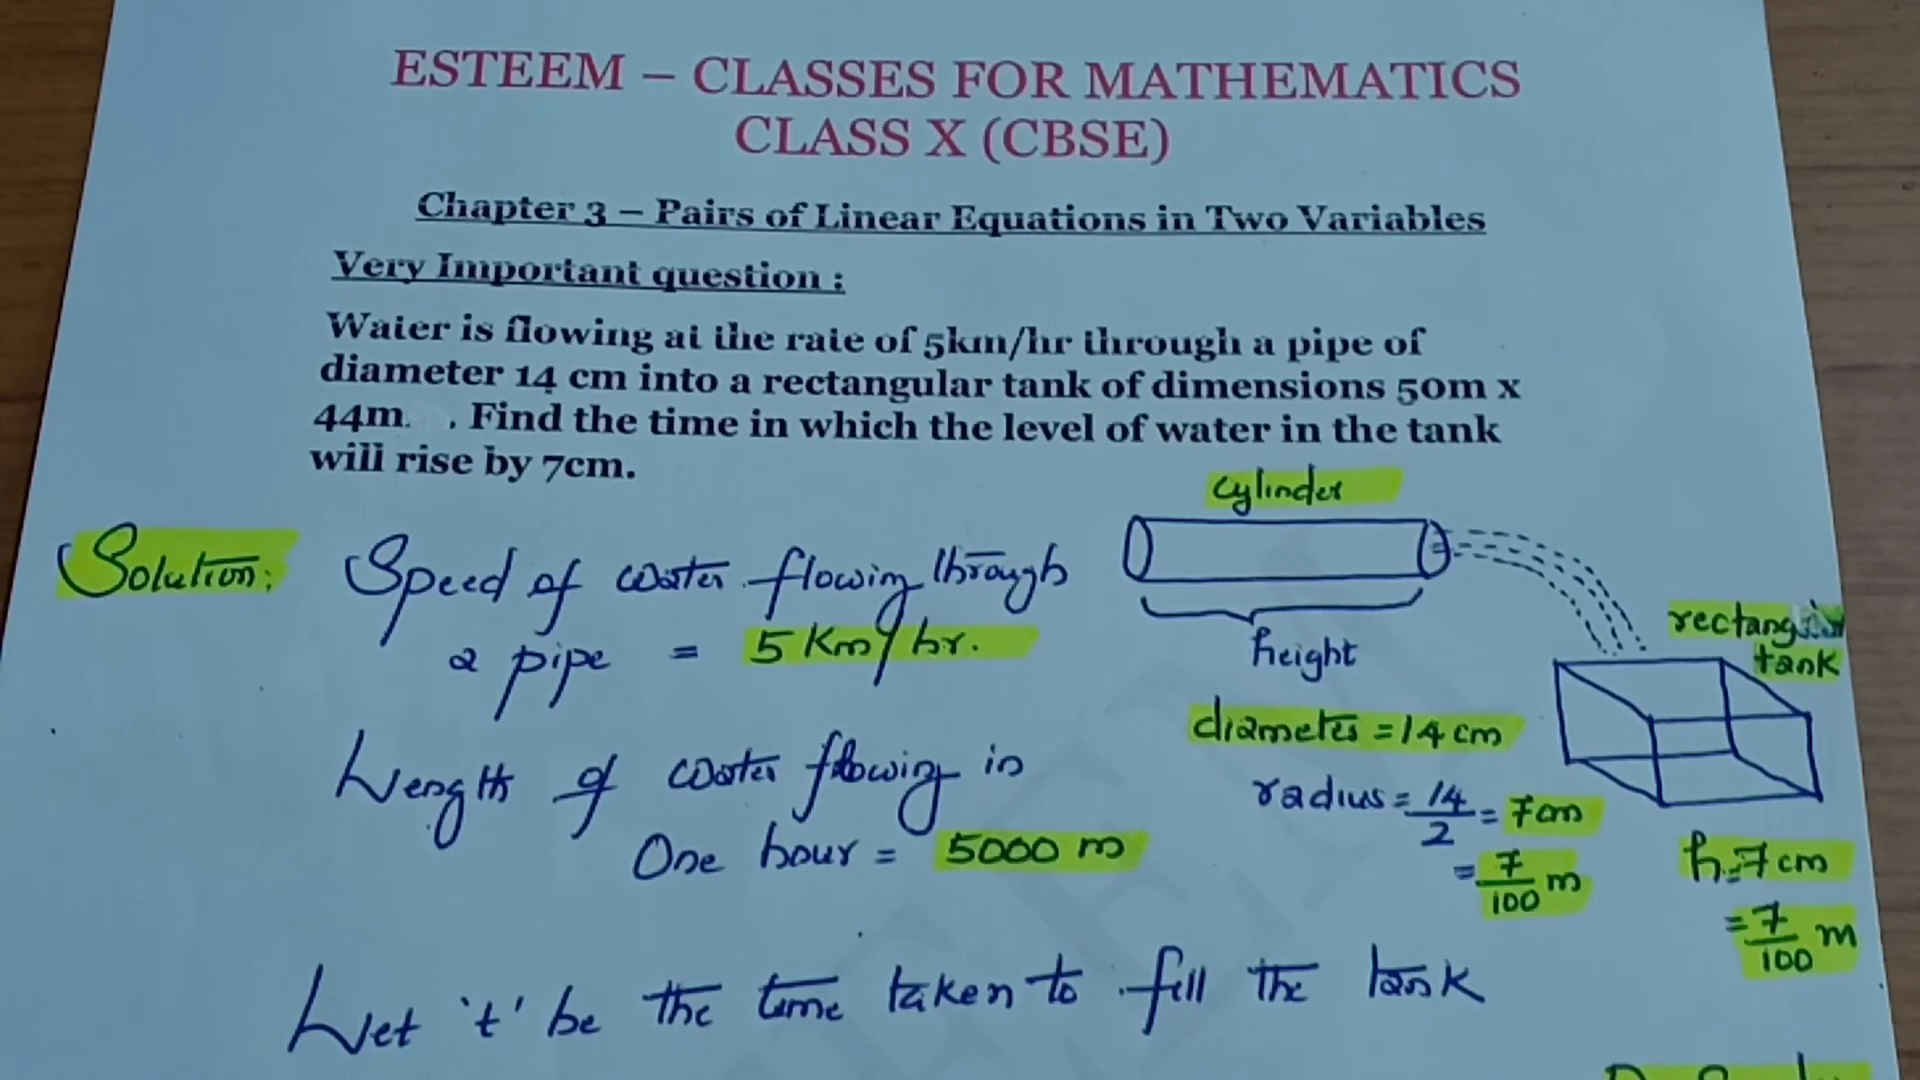 ESTEEM – CLASSES FOR MATHEMATICS
CLASS X (CBSE)
Chapter 3 – Pairs of Linear Equations in Two Variables
Very Important question :
Water is flowing at the rate of 5km/hr through a pipe of
diameter 14 cm into a rectangular tank of dimensions 50m x
44m. . Find the time in which the level of water in the tank
will rise by 7cm.
Solution:
Speed of water flowing through
a pipe = 5 Km/hr.
Length of water flowing in
One hour = 5000 m
cylinder
height
rectangular
tank
diameter = 14 cm
radius = 14/2 = 7cm
= 7/100 m
h = 7 cm
= 7/100 m
Let 't' be the time taken to fill the tank